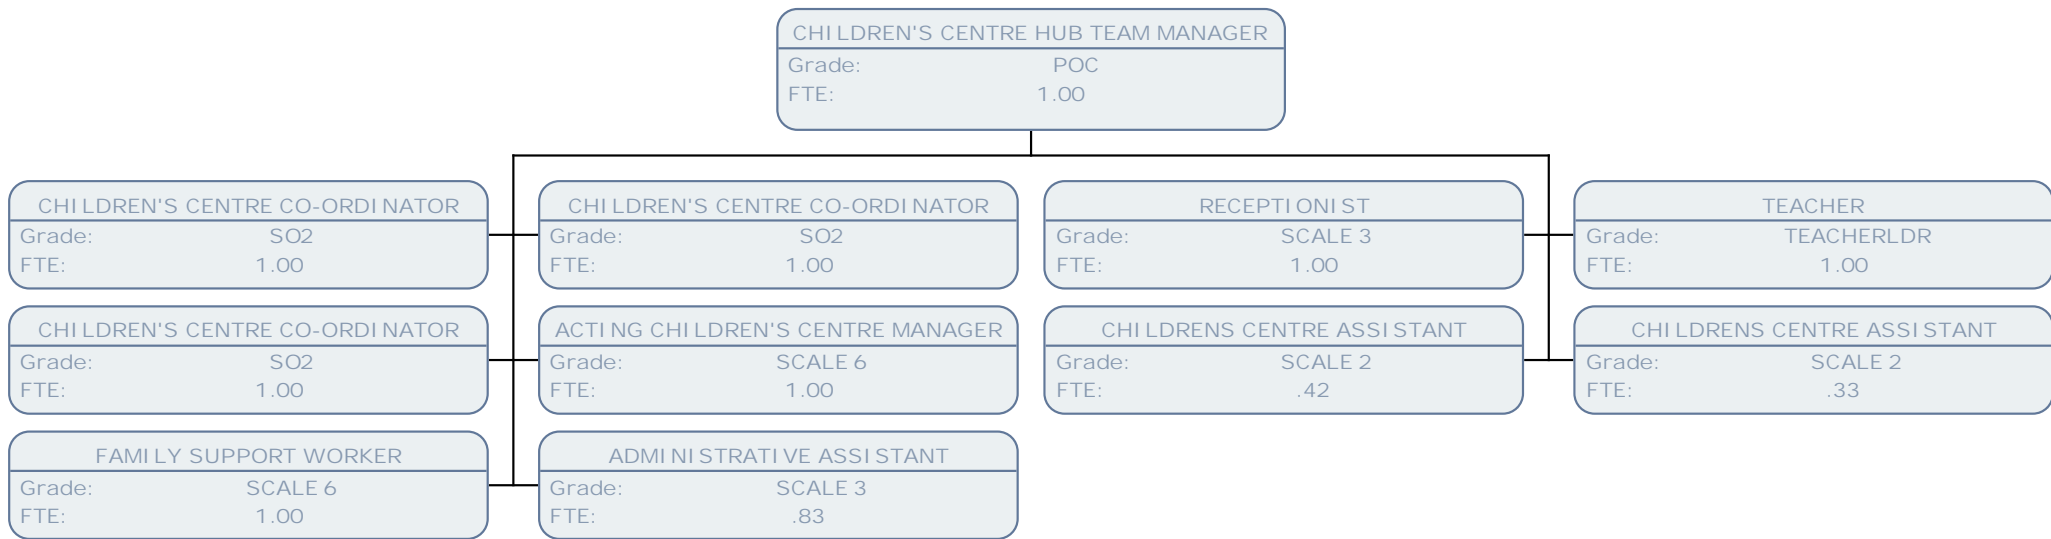 CHILDREN'S CENTRE HUB TEAM MANAGER
Grade: POC
FTE: 1.00
CHILDREN'S CENTRE CO-ORDINATOR
Grade: SO2
FTE: 1.00
CHILDREN'S CENTRE CO-ORDINATOR
Grade: SO2
FTE: 1.00
RECEPTIONIST
Grade: SCALE 3
FTE: 1.00
TEACHER
Grade: TEACHERLDR
FTE: 1.00
CHILDREN'S CENTRE CO-ORDINATOR
Grade: SO2
FTE: 1.00
ACTING CHILDREN'S CENTRE MANAGER
Grade: SCALE 6
FTE: 1.00
CHILDRENS CENTRE ASSISTANT
Grade: SCALE 2
FTE: .42
CHILDRENS CENTRE ASSISTANT
Grade: SCALE 2
FTE: .33
FAMILY SUPPORT WORKER
Grade: SCALE 6
FTE: 1.00
ADMINISTRATIVE ASSISTANT
Grade: SCALE 3
FTE: .83